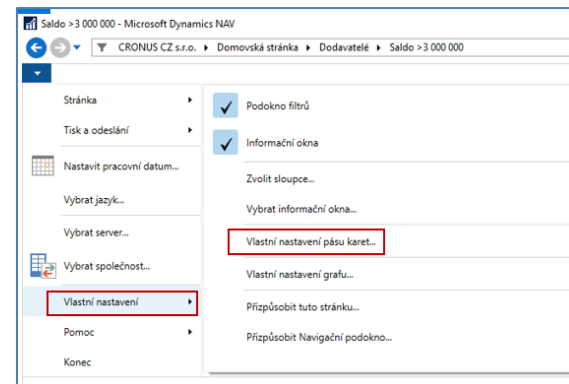 Saldo >3 000 000 - Microsoft Dynamics NAV
CRONUS CZ s.r.o. Domovská stránka Dodavatelé Saldo >3 000 000
Stránka
Tisk a odeslání
Nastavit pracovní datum...
Vybrat jazyk...
Vybrat server...
Vybrat společnost...
Vlastní nastavení
Pomoc
Konec
Podokno filtrů
Informační okna
Zvolit sloupce...
Vybrat informační okna...
Vlastní nastavení pásu karet...
Vlastní nastavení grafu...
Přizpůsobit tuto stránku...
Přizpůsobit Navigační podokno...